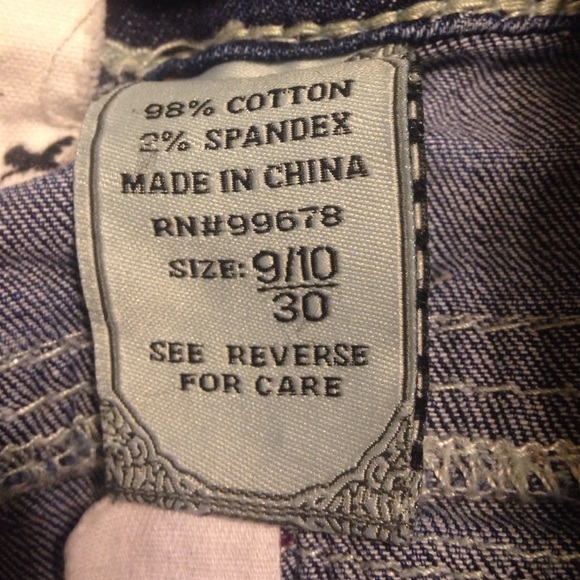 98% COTTON
2% SPANDEX
MADE IN CHINA
RN#99678
SIZE: 9/10
30
SEE REVERSE
FOR CARE